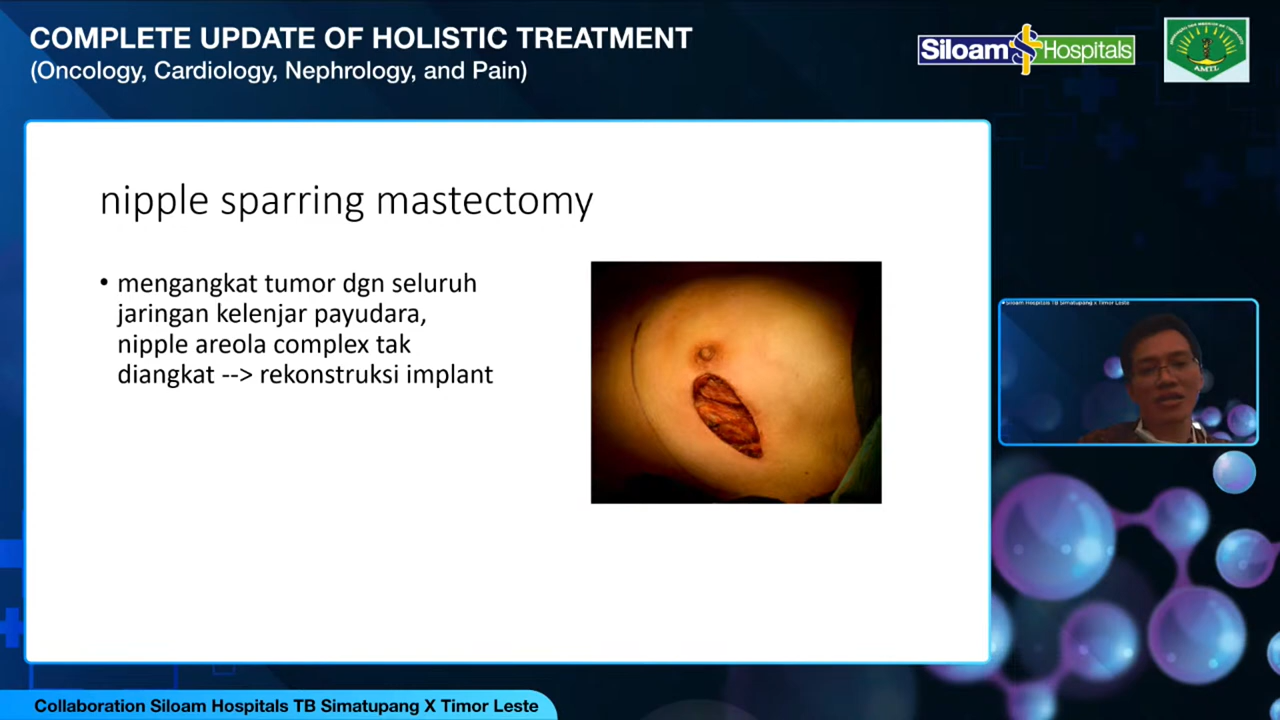 COMPLETE UPDATE OF HOLISTIC TREATMENT
(Oncology, Cardiology, Nephrology, and Pain)
Siloam Hospitals
AMTL
nipple sparring mastectomy
• mengangkat tumor dgn seluruh
jaringan kelenjar payudara,
nipple areola complex tak
diangkat --> rekonstruksi implant
Siloam Hospitals TB Simatupang X Timor Leste
Collaboration Siloam Hospitals TB Simatupang X Timor Leste